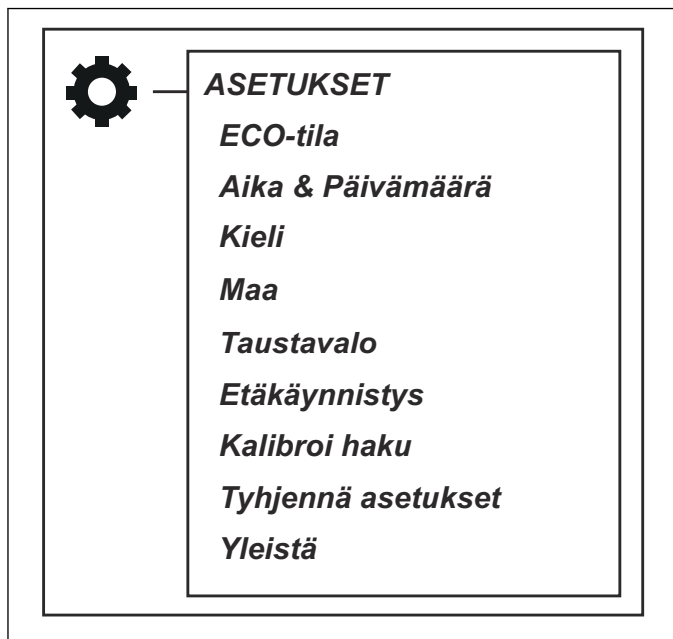 ASETUKSET
ECO-tila
Aika & Päivämäärä
Kieli
Maa
Taustavalo
Etäkäynnistys
Kalibroi haku
Tyhjennä asetukset
Yleistä